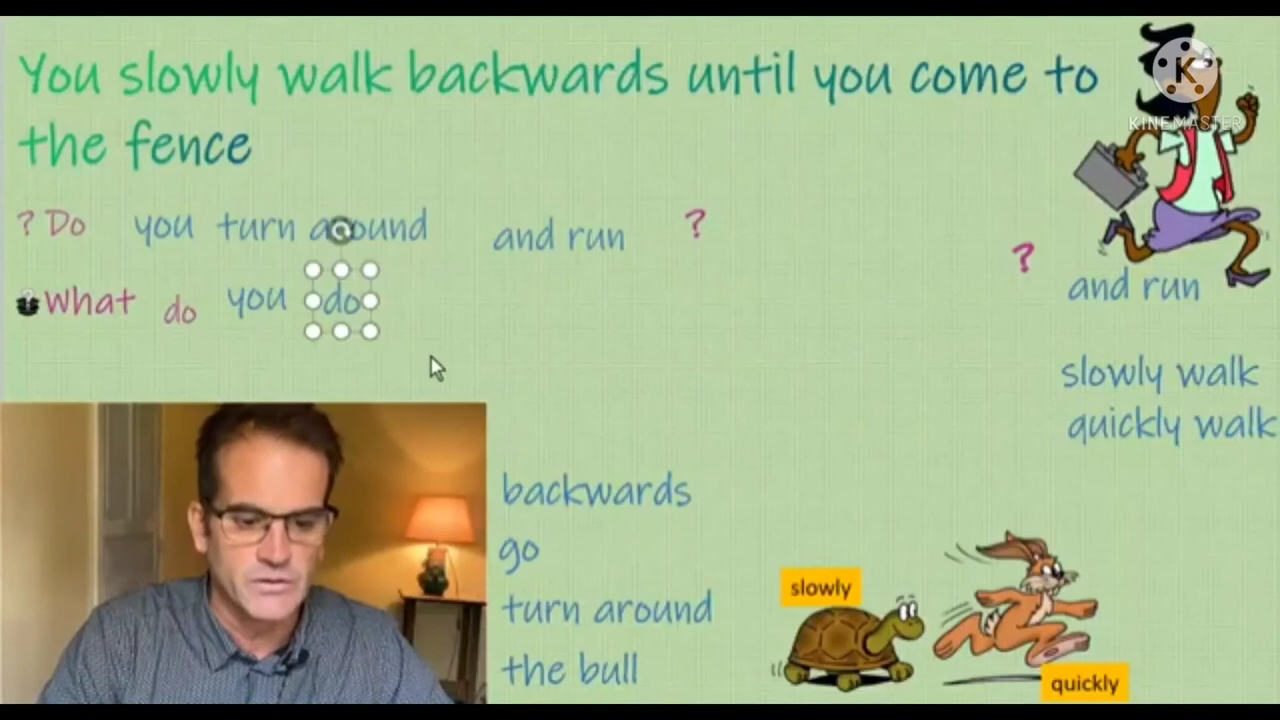 You slowly walk backwards until you come to
the fence
? Do you turn around and run ?
?
what do you do
and run
slowly walk
quickly walk
backwards
go
turn around
the bull
slowly
quickly
K
KINEMASTER